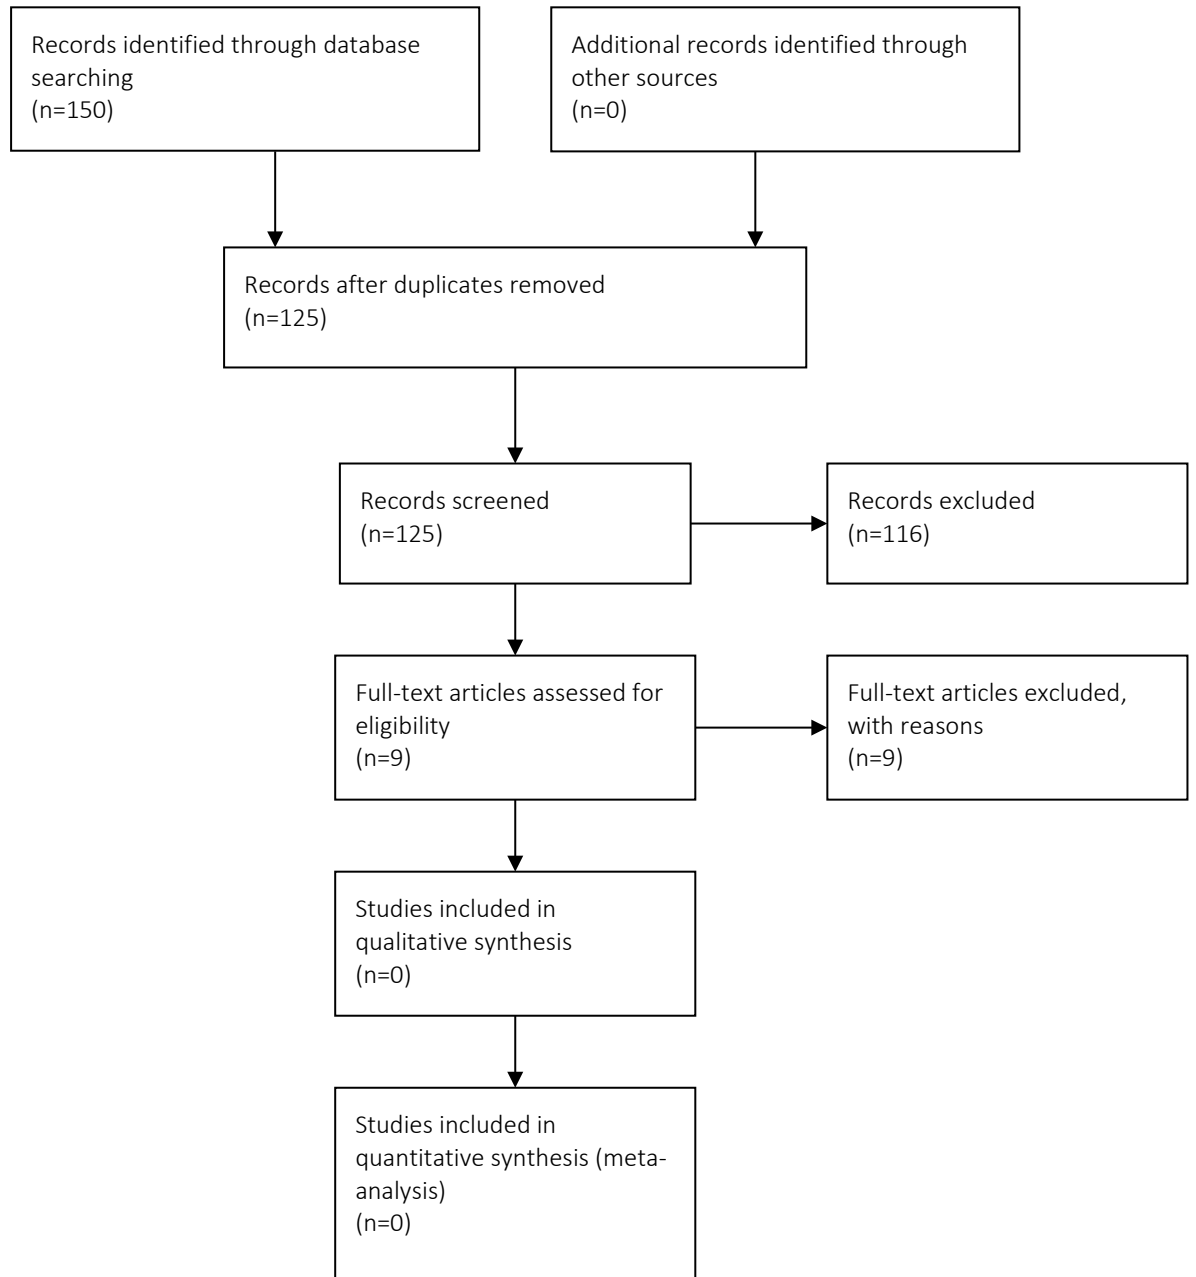 Records identified through database
searching
(n=150)
Additional records identified through
other sources
(n=0)
Records after duplicates removed
(n=125)
Records screened
(n=125)
Records excluded
(n=116)
Full-text articles assessed for
eligibility
(n=9)
Full-text articles excluded,
with reasons
(n=9)
Studies included in
qualitative synthesis
(n=0)
Studies included in
quantitative synthesis (meta-
analysis)
(n=0)